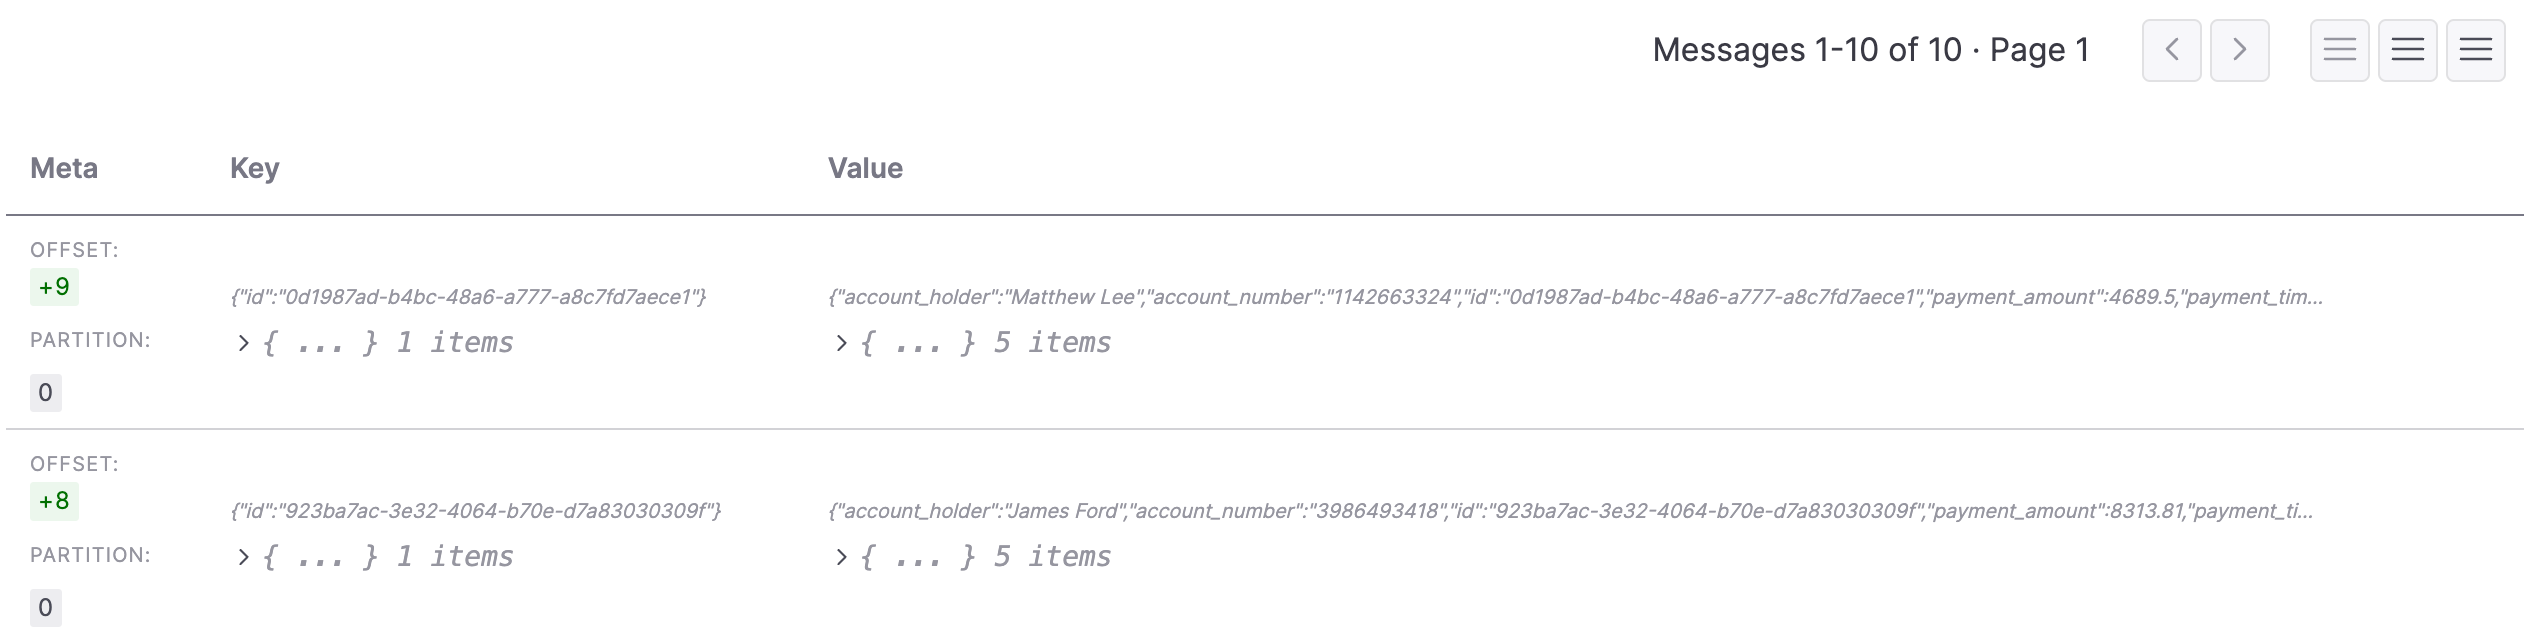 Messages 1-10 of 10 · Page 1
Meta Key Value
OFFSET:
+9
{"id":"0d1987ad-b4bc-48a6-a777-a8c7fd7aece1"} {"account_holder":"Matthew Lee","account_number":"1142663324","id":"0d1987ad-b4bc-48a6-a777-a8c7fd7aece1","payment_amount":4689.5,"payment_tim...
PARTITION: { ... } 1 items { ... } 5 items
0
OFFSET:
+8
{"id":"923ba7ac-3e32-4064-b70e-d7a83030309f"} {"account_holder":"James Ford","account_number":"3986493418","id":"923ba7ac-3e32-4064-b70e-d7a83030309f","payment_amount":8313.81,"payment_ti...
PARTITION: { ... } 1 items { ... } 5 items
0